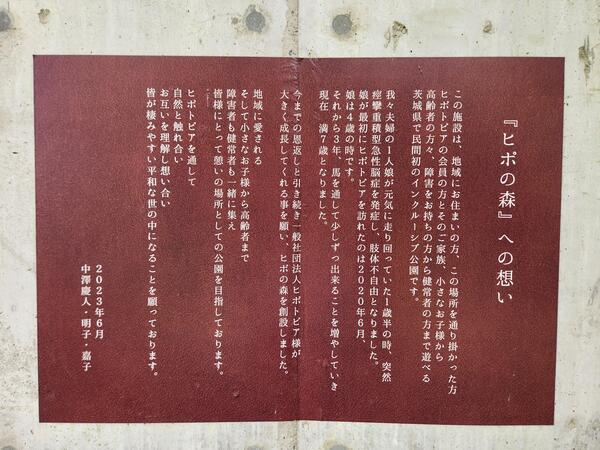 『ヒポの森』への想い
この施設は、地域にお住まいの方、この場所を通り掛かった方
ヒポトピアの会員の方とそのご家族、小さなお子様から
高齢者の方々、障害をお持ちの方から健常者の方まで遊べる
茨城県で民間初のインクルーシブ公園です。
我々夫婦の1人娘が元気に走り回っていた1歳半の時、突然
痙攣重積型急性脳症を発症し、肢体不自由となりました。
娘が最初にヒポトピアを訪れたのは2020年6月、
娘は4歳の時です。
それから3年、馬を通して少しずつ出来ることを増やしていき
現在 満7歳となりました。
今までの恩返しと引き続き一般社団法人ヒポトピア様が
大きく成長してくれる事を願い、ヒポの森を創設しました。
地域に愛される
そして小さなお子様から高齢者まで
障害者も健常者も一緒に集え
皆様にとって憩いの場所としての公園を目指しております。
ヒポトピアを通して
自然と触れ合い
お互いを理解し想い合い
皆が棲みやすい平和な世の中になることを願っております。
2023年6月
中澤慶人・明子・嘉子